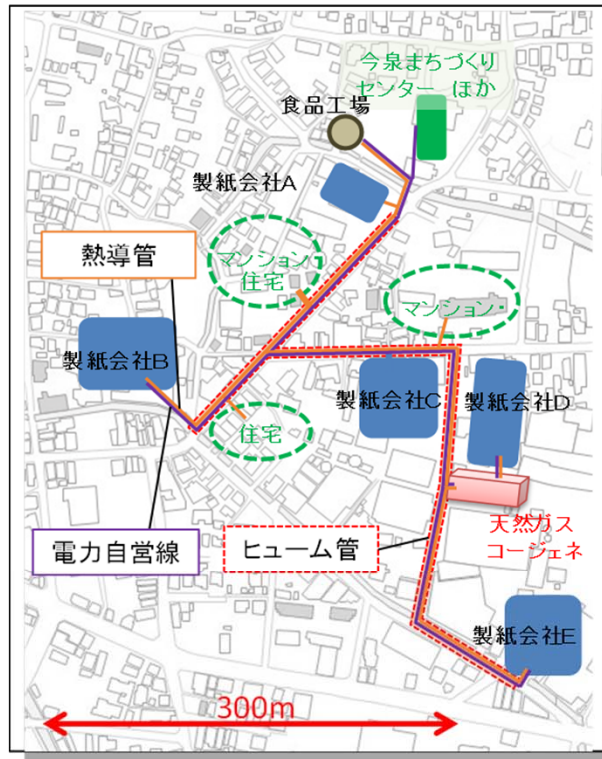 今泉まちづくり
センター ほか
食品工場
製紙会社A
熱導管
マンション・
住宅
マンション・
製紙会社B
製紙会社C
製紙会社D
住宅
電力自営線
ヒューム管
天然ガス
コージェネ
製紙会社E
300m